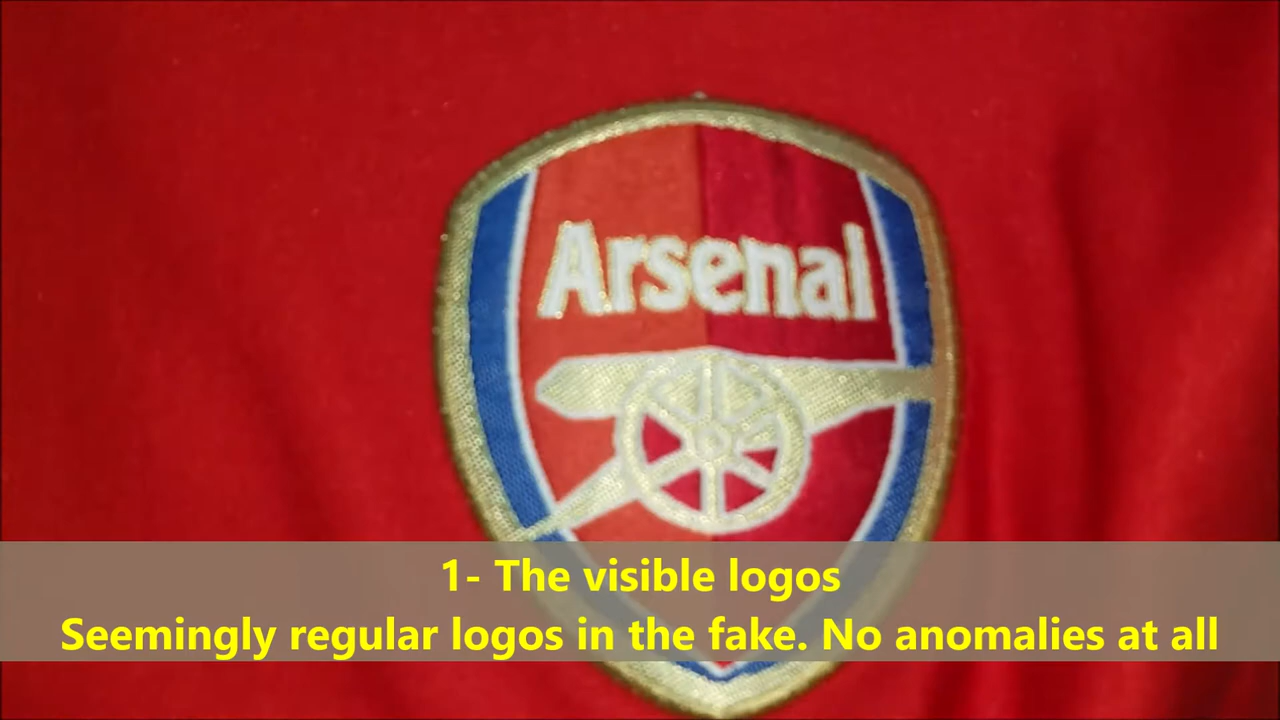 Arsenal
1- The visible logos
Seemingly regular logos in the fake. No anomalies at all